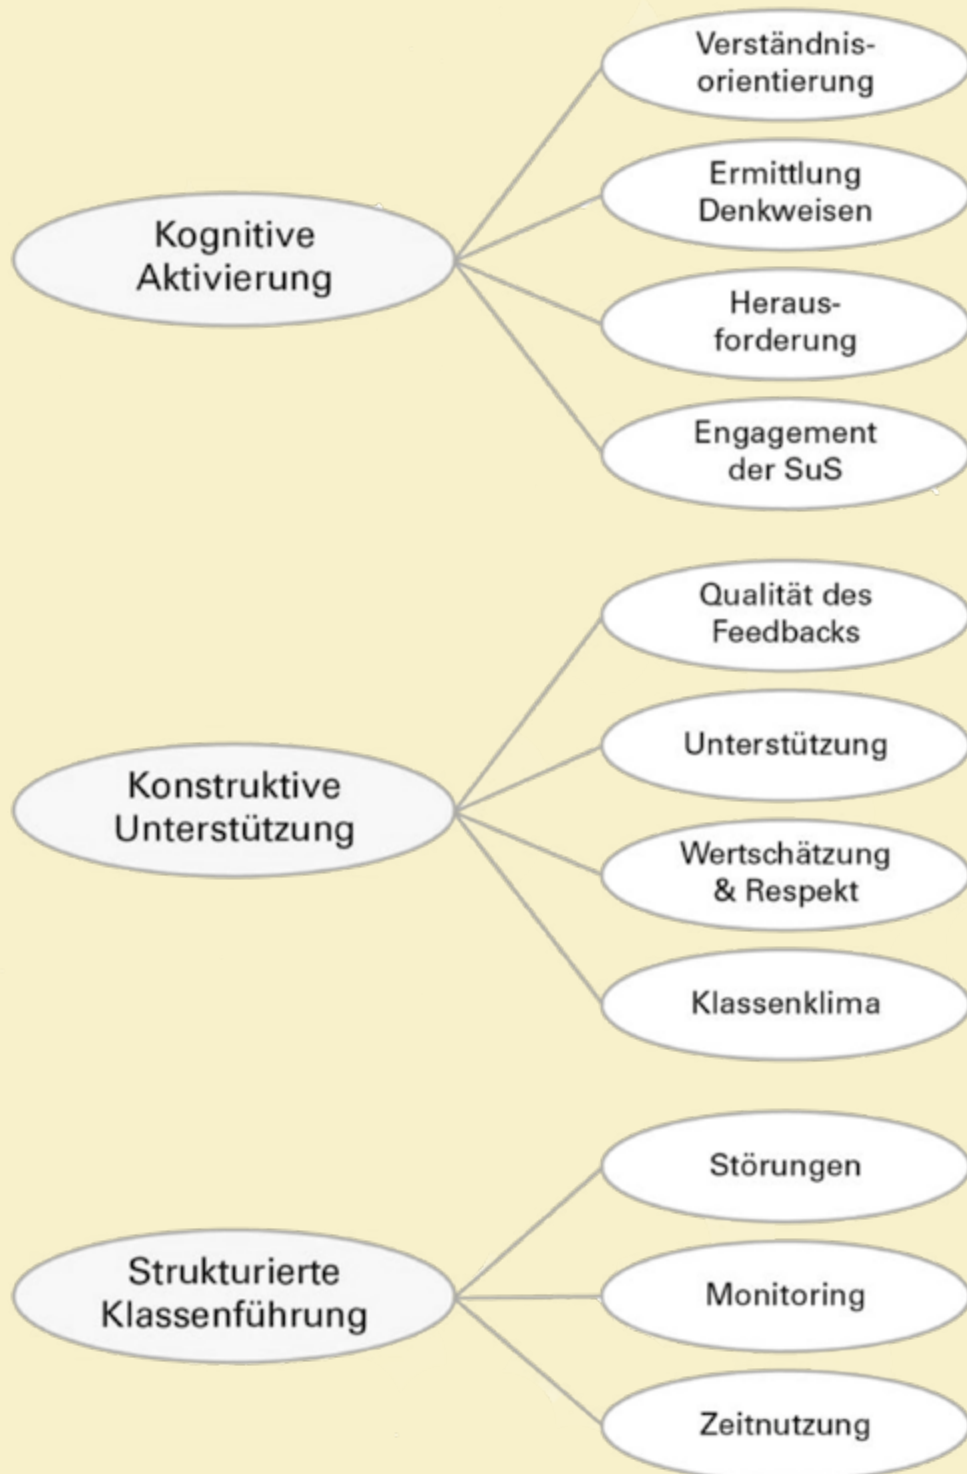 Kognitive
Aktivierung
Verständnis-
orientierung
Ermittlung
Denkweisen
Heraus-
forderung
Engagement
der SuS
Konstruktive
Unterstützung
Qualität des
Feedbacks
Unterstützung
Wertschätzung
& Respekt
Klassenklima
Strukturierte
Klassenführung
Störungen
Monitoring
Zeitnutzung